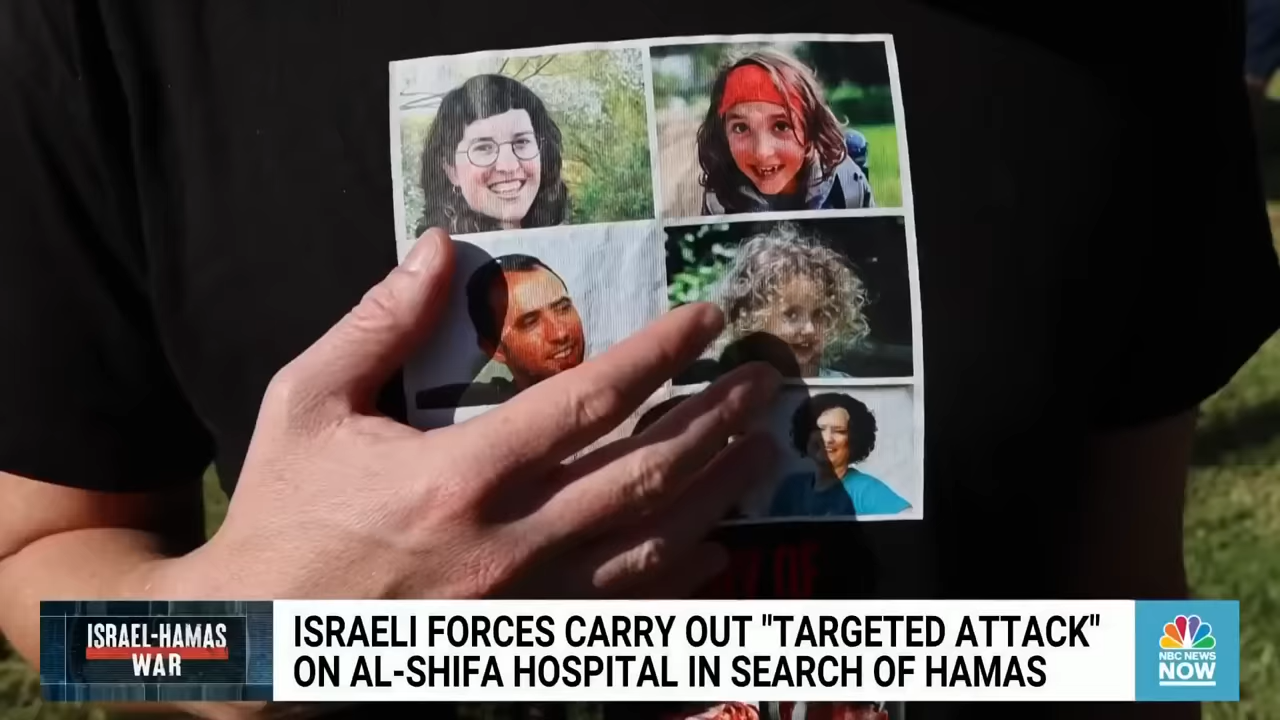 OF
ISRAEL-HAMAS
WAR
ISRAELI FORCES CARRY OUT "TARGETED ATTACK"
ON AL-SHIFA HOSPITAL IN SEARCH OF HAMAS
NBC NEWS
NOW